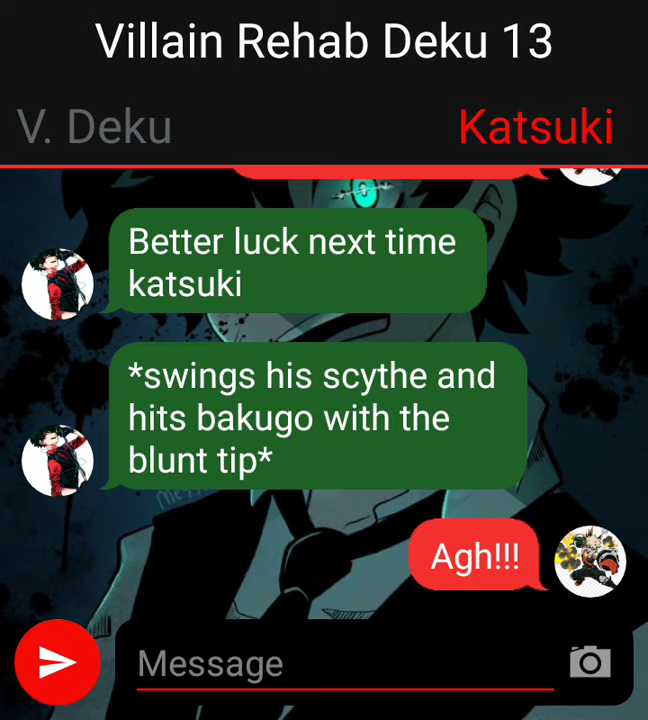 Villain Rehab Deku 13
V. Deku
Katsuki
Better luck next time
katsuki
*swings his scythe and
hits bakugo with the
blunt tip*
Agh!!!
Message